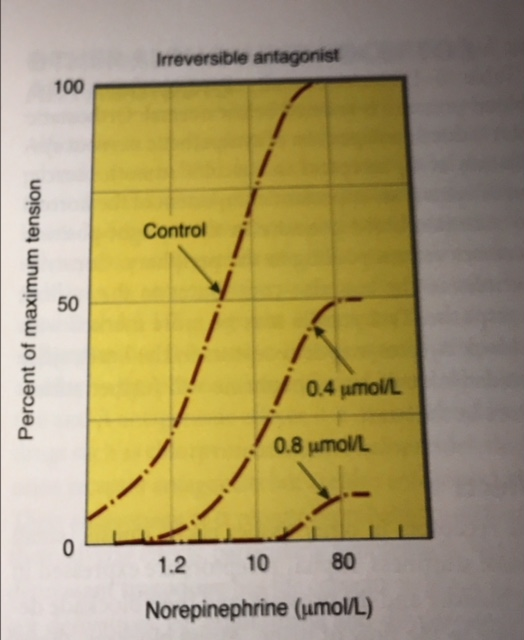 Irreversible antagonist
100
Control
Percent of maximum tension
50
0.4 µmol/L
0.8 µmol/L
0
1.2 10 80
Norepinephrine (µmol/L)